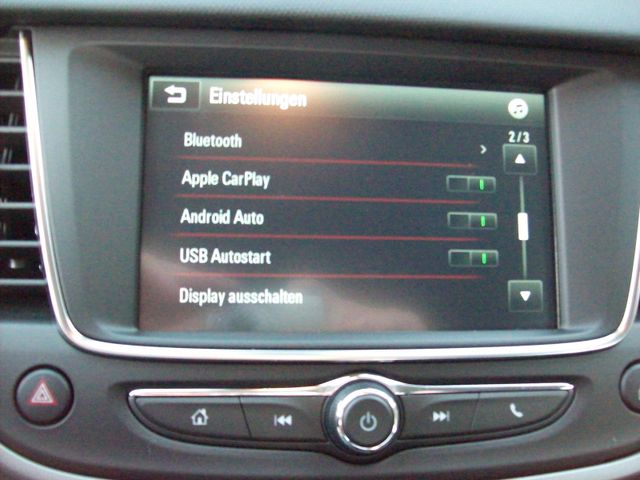 Einstellungen
2/3
Bluetooth
Apple CarPlay
Android Auto
USB Autostart
Display ausschalten